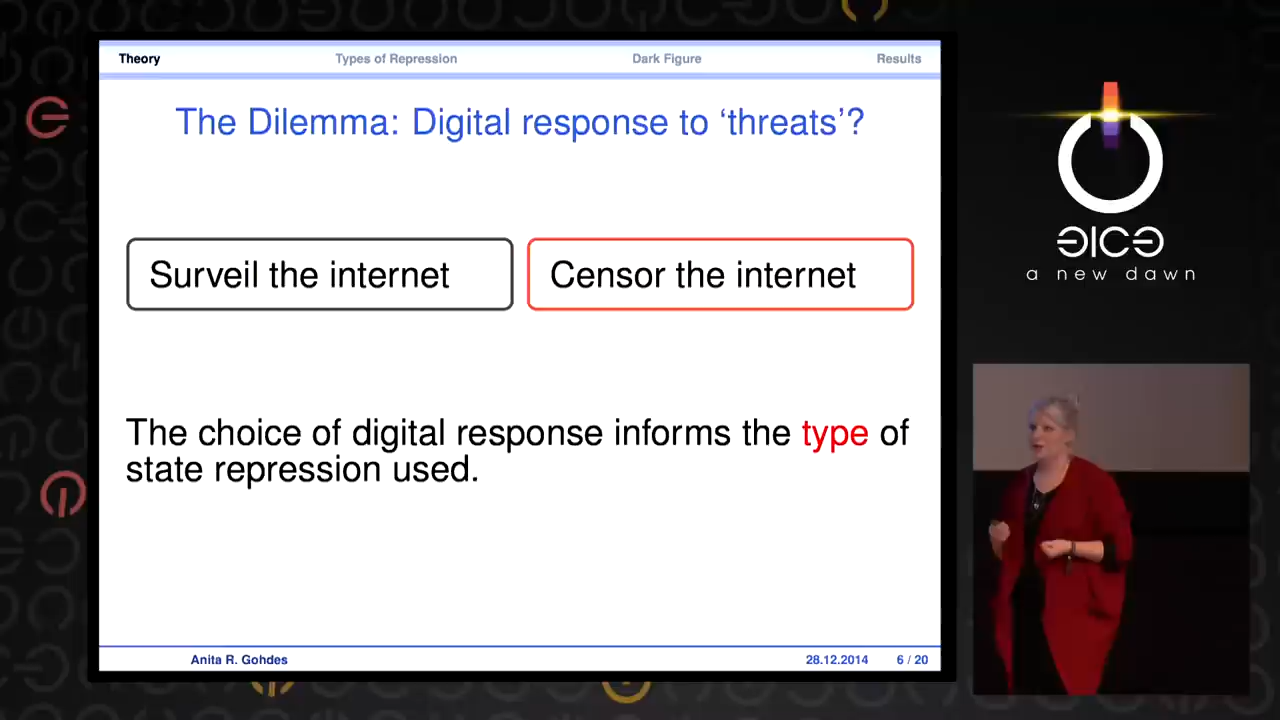 Theory Types of Repression Dark Figure Results
The Dilemma: Digital response to ‘threats’?
Surveil the internet
Censor the internet
The choice of digital response informs the type of
state repression used.
Anita R. Gohdes 28.12.2014 6 / 20
a new dawn